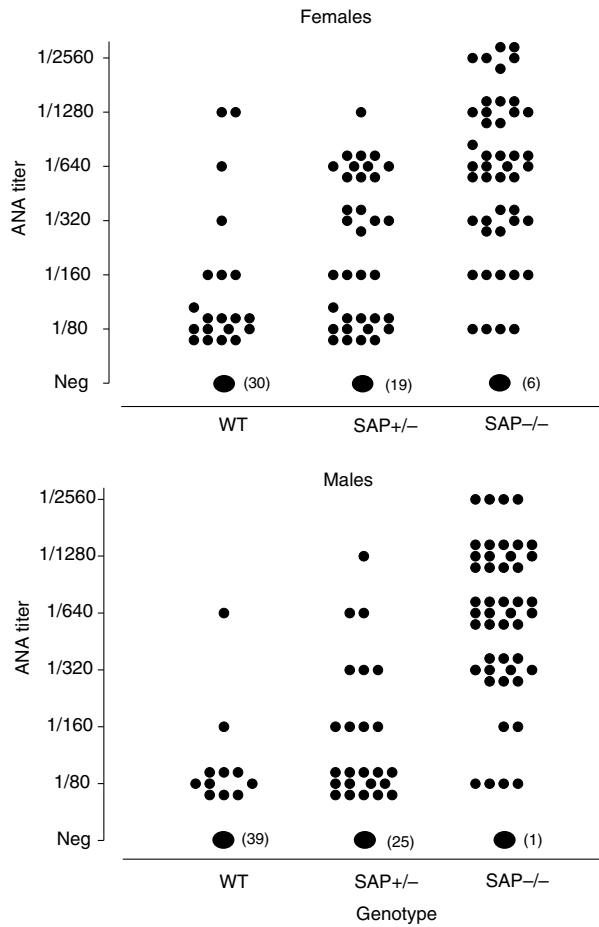 Females
ANA titer
1/2560
1/1280
1/640
1/320
1/160
1/80
Neg
(30)
(19)
(6)
WT
SAP+/–
SAP–/–
Males
ANA titer
1/2560
1/1280
1/640
1/320
1/160
1/80
Neg
(39)
(25)
(1)
WT
SAP+/–
SAP–/–
Genotype